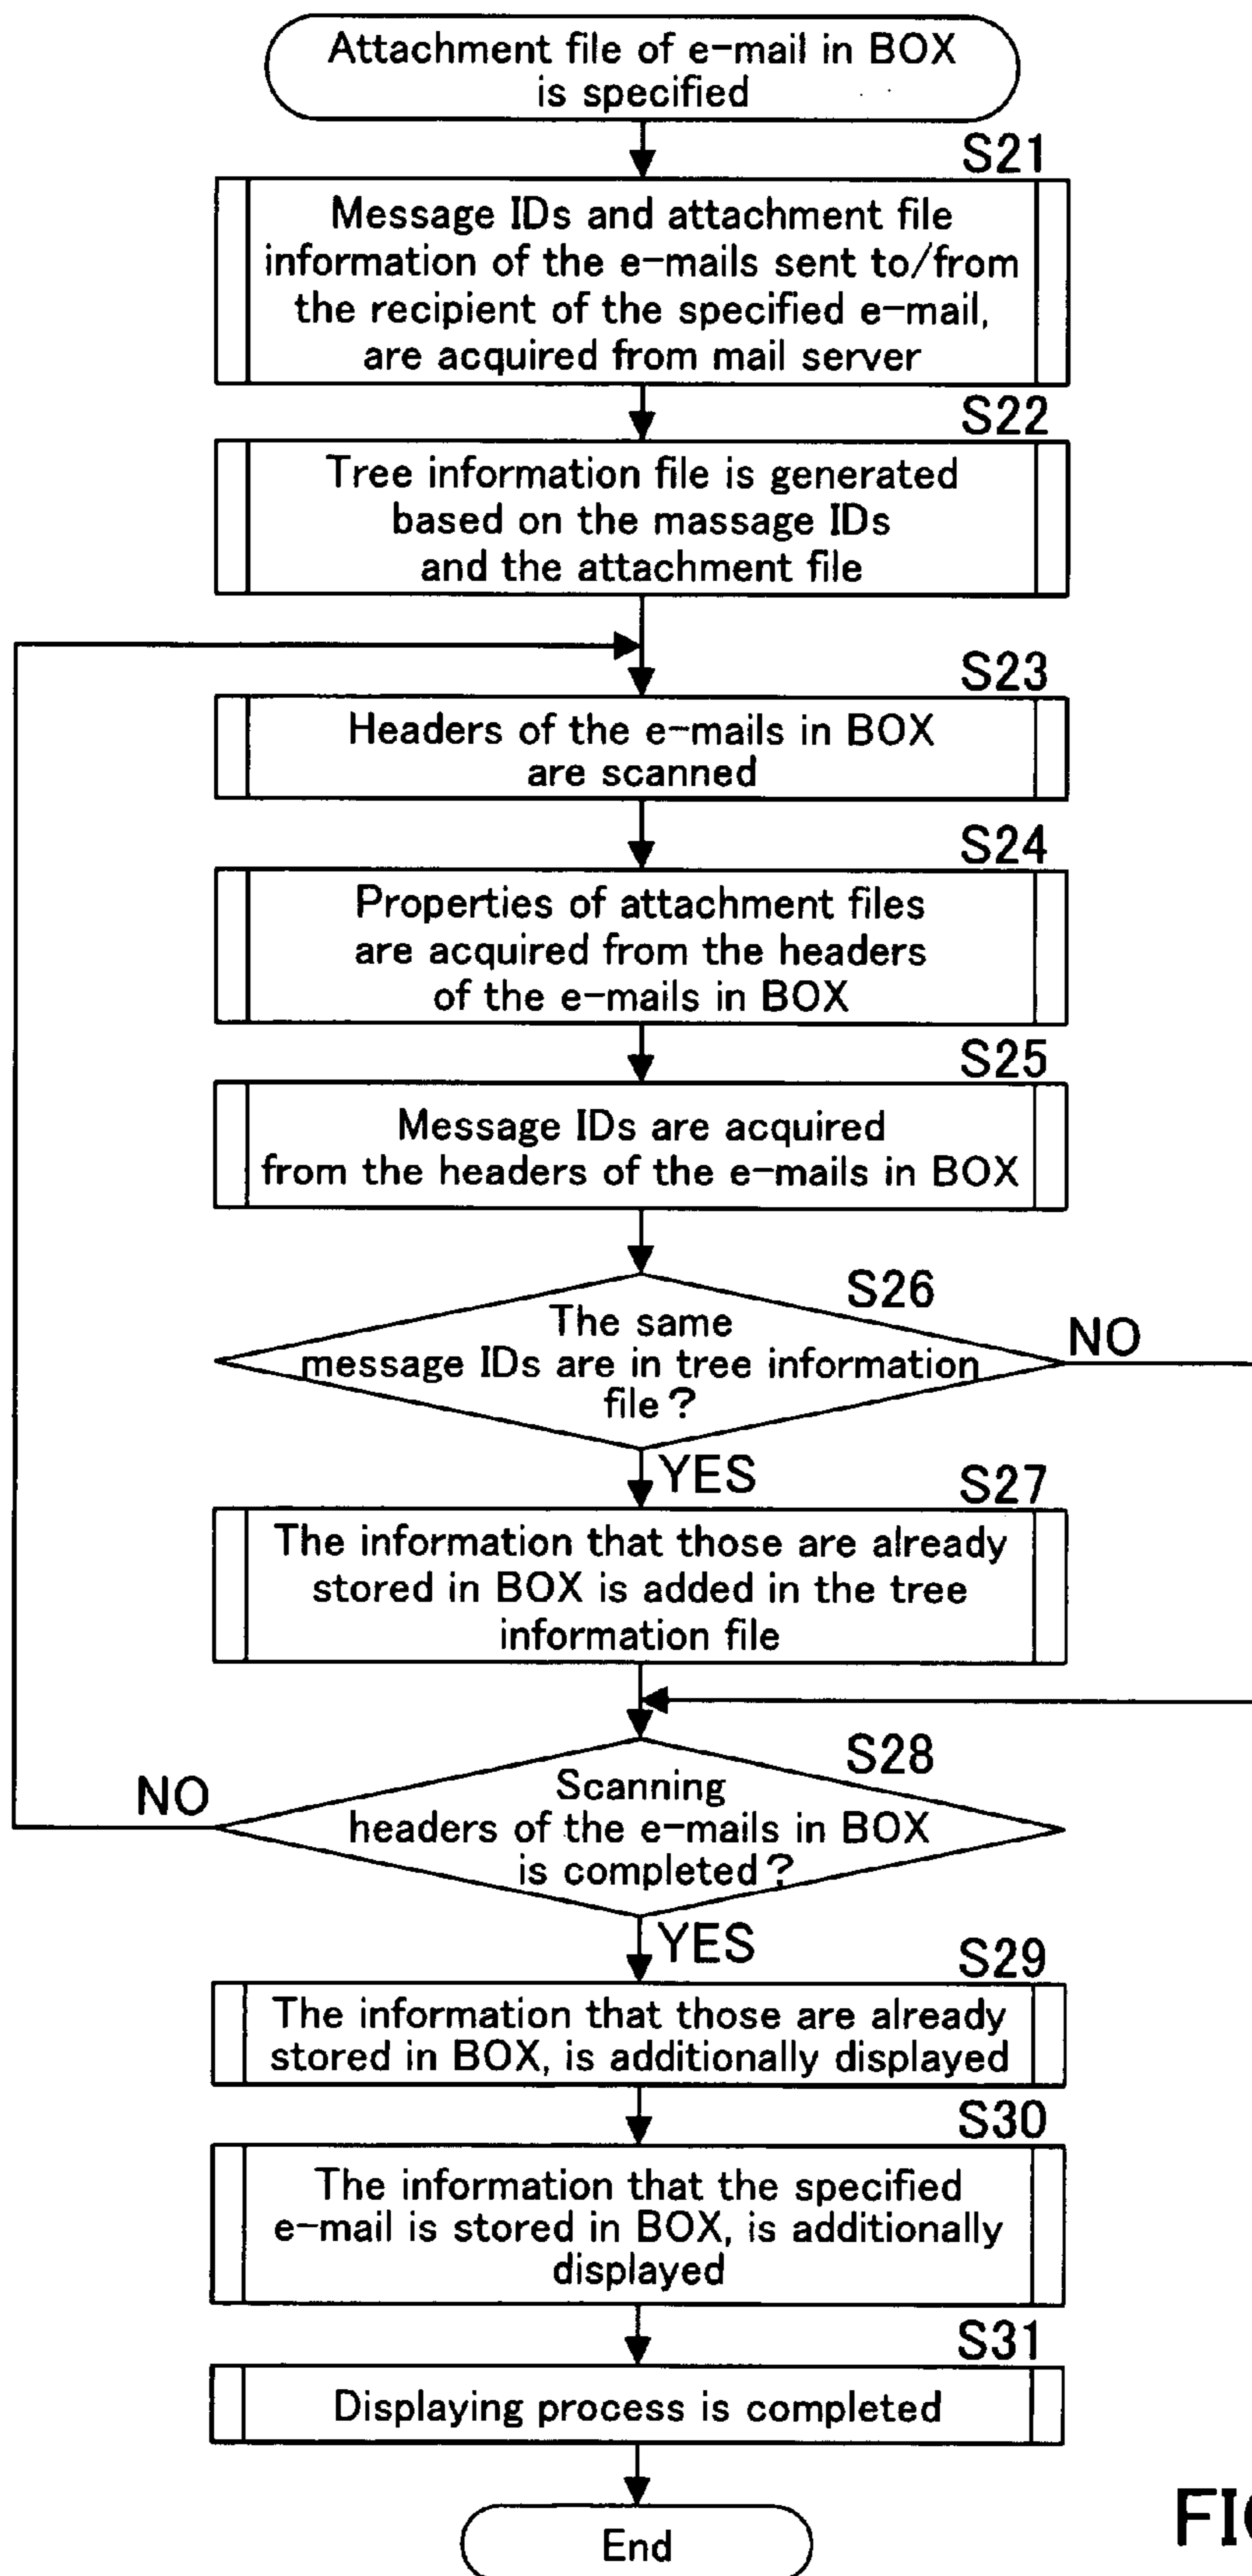 Attachment file of e-mail in BOX
is specified
S21
Message IDs and attachment file
information of the e-mails sent to/from
the recipient of the specified e-mail,
are acquired from mail server
S22
Tree information file is generated
based on the massage IDs
and the attachment file
S23
Headers of the e-mails in BOX
are scanned
S24
Properties of attachment files
are acquired from the headers
of the e-mails in BOX
S25
Message IDs are acquired
from the headers of the e-mails in BOX
S26
The same
message IDs are in tree information
file?
NO
YES
S27
The information that those are already
stored in BOX is added in the tree
information file
S28
Scanning
headers of the e-mails in BOX
is completed?
NO
YES
S29
The information that those are already
stored in BOX, is additionally displayed
S30
The information that the specified
e-mail is stored in BOX, is additionally
displayed
S31
Displaying process is completed
End